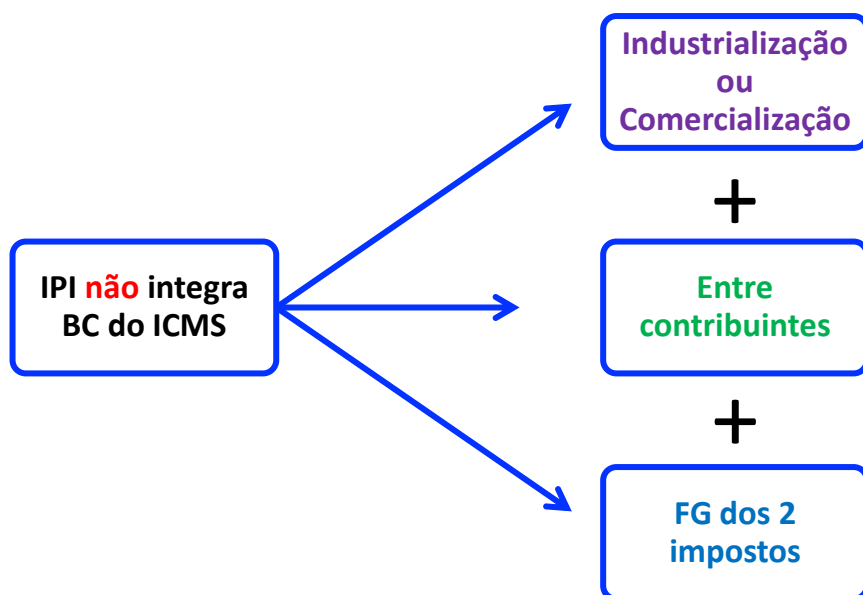 Industrialização
ou
Comercialização
+
IPI não integra
BC do ICMS
Entre
contribuintes
+
FG dos 2
impostos